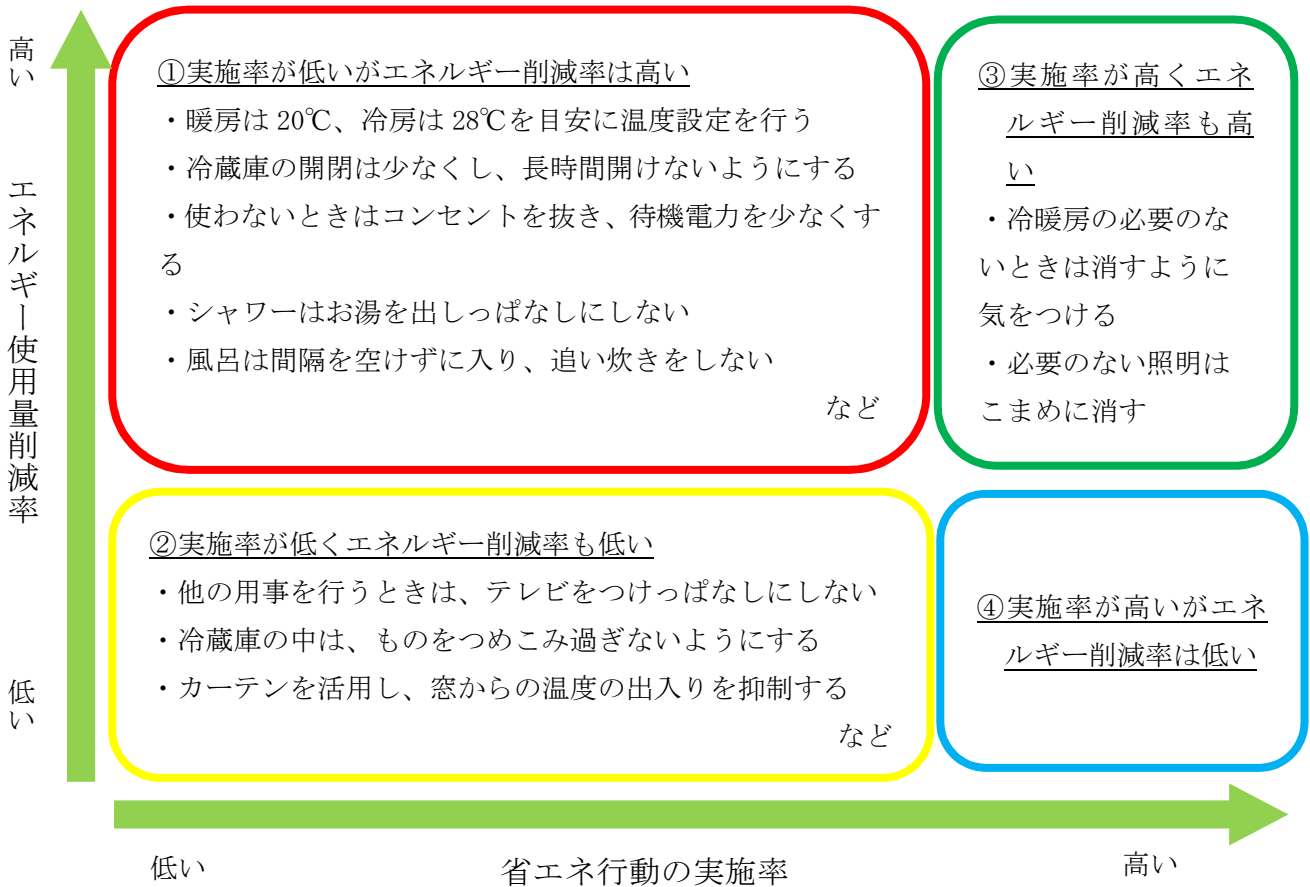 高い
エネルギー使用量削減率
低い
①実施率が低いがエネルギー削減率は高い
・暖房は 20℃、冷房は 28℃を目安に温度設定を行う
・冷蔵庫の開閉は少なくし、長時間開けないようにする
・使わないときはコンセントを抜き、待機電力を少なくす
る
・シャワーはお湯を出しっぱなしにしない
・風呂は間隔を空けずに入り、追い炊きをしない
など
③実施率が高くエネ
ルギー削減率も高
い
・冷暖房の必要のな
いときは消すように
気をつける
・必要のない照明は
こまめに消す
②実施率が低くエネルギー削減率も低い
・他の用事を行うときは、テレビをつけっぱなしにしない
・冷蔵庫の中は、ものをつめこみ過ぎないようにする
・カーテンを活用し、窓からの温度の出入りを抑制する
など
④実施率が高いがエネ
ルギー削減率は低い
低い
省エネ行動の実施率
高い